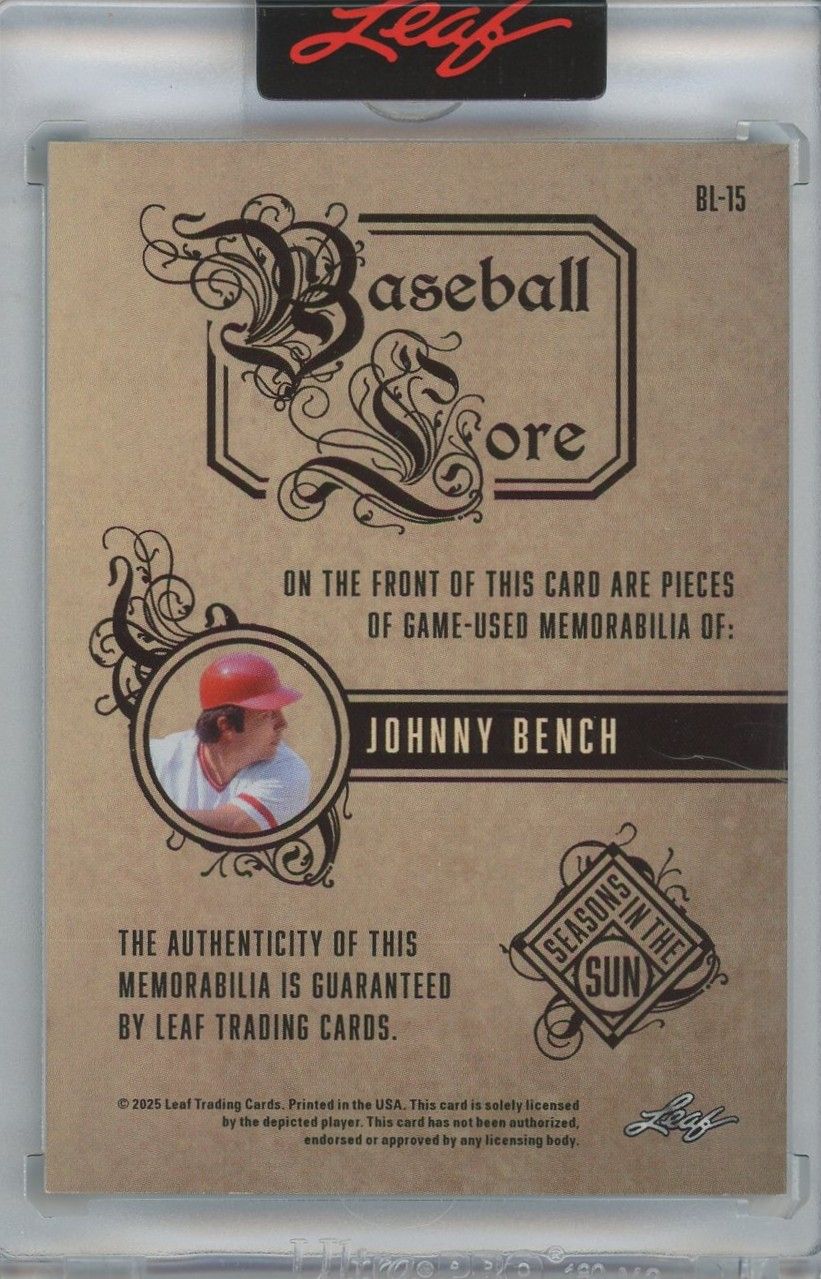 Leaf
BL-15
Baseball
Lore
ON THE FRONT OF THIS CARD ARE PIECES
OF GAME-USED MEMORABILIA OF:
JOHNNY BENCH
SEASONS IN THE
SUN
THE AUTHENTICITY OF THIS
MEMORABILIA IS GUARANTEED
BY LEAF TRADING CARDS.
© 2025 Leaf Trading Cards. Printed in the USA. This card is solely licensed
by the depicted player. This card has not been authorized,
endorsed or approved by any licensing body.
Leaf